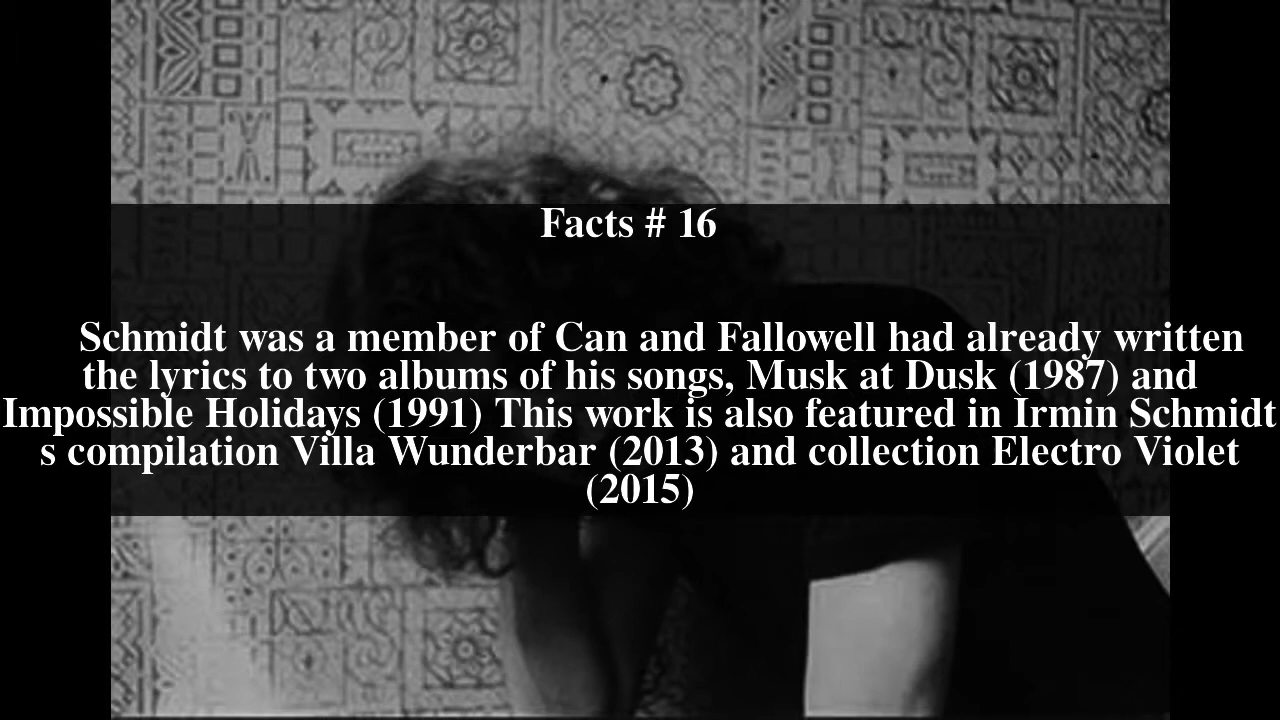 Facts # 16
Schmidt was a member of Can and Fallowell had already written
the lyrics to two albums of his songs, Musk at Dusk (1987) and
Impossible Holidays (1991) This work is also featured in Irmin Schmidt
s compilation Villa Wunderbar (2013) and collection Electro Violet
(2015)